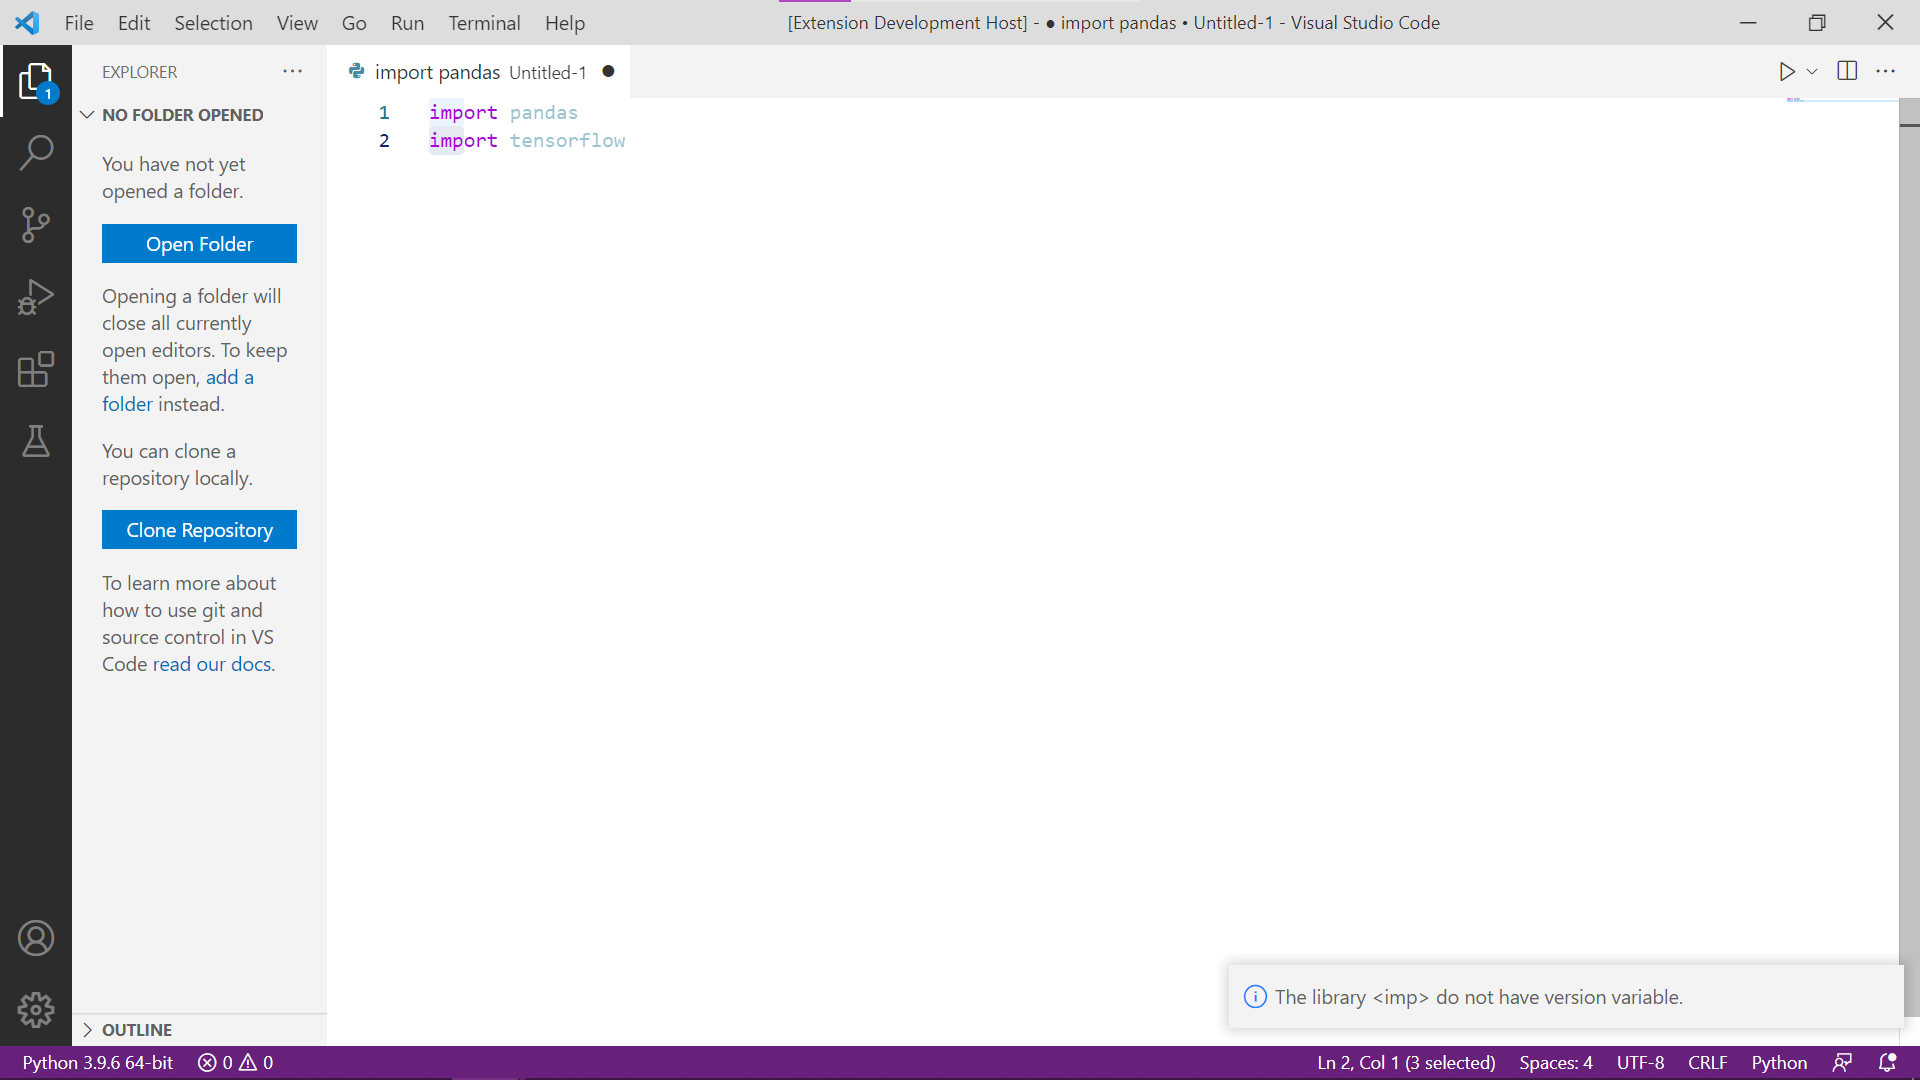 File Edit Selection View Go Run Terminal Help
[Extension Development Host] - ● import pandas • Untitled-1 - Visual Studio Code
1
EXPLORER
NO FOLDER OPENED
You have not yet
opened a folder.
Open Folder
Opening a folder will
close all currently
open editors. To keep
them open, add a
folder instead.
You can clone a
repository locally.
Clone Repository
To learn more about
how to use git and
source control in VS
Code read our docs.
OUTLINE
import pandas Untitled-1 ●
1 import pandas
2 import tensorflow
The library <imp> do not have version variable.
Python 3.9.6 64-bit 0 0
Ln 2, Col 1 (3 selected) Spaces: 4 UTF-8 CRLF Python